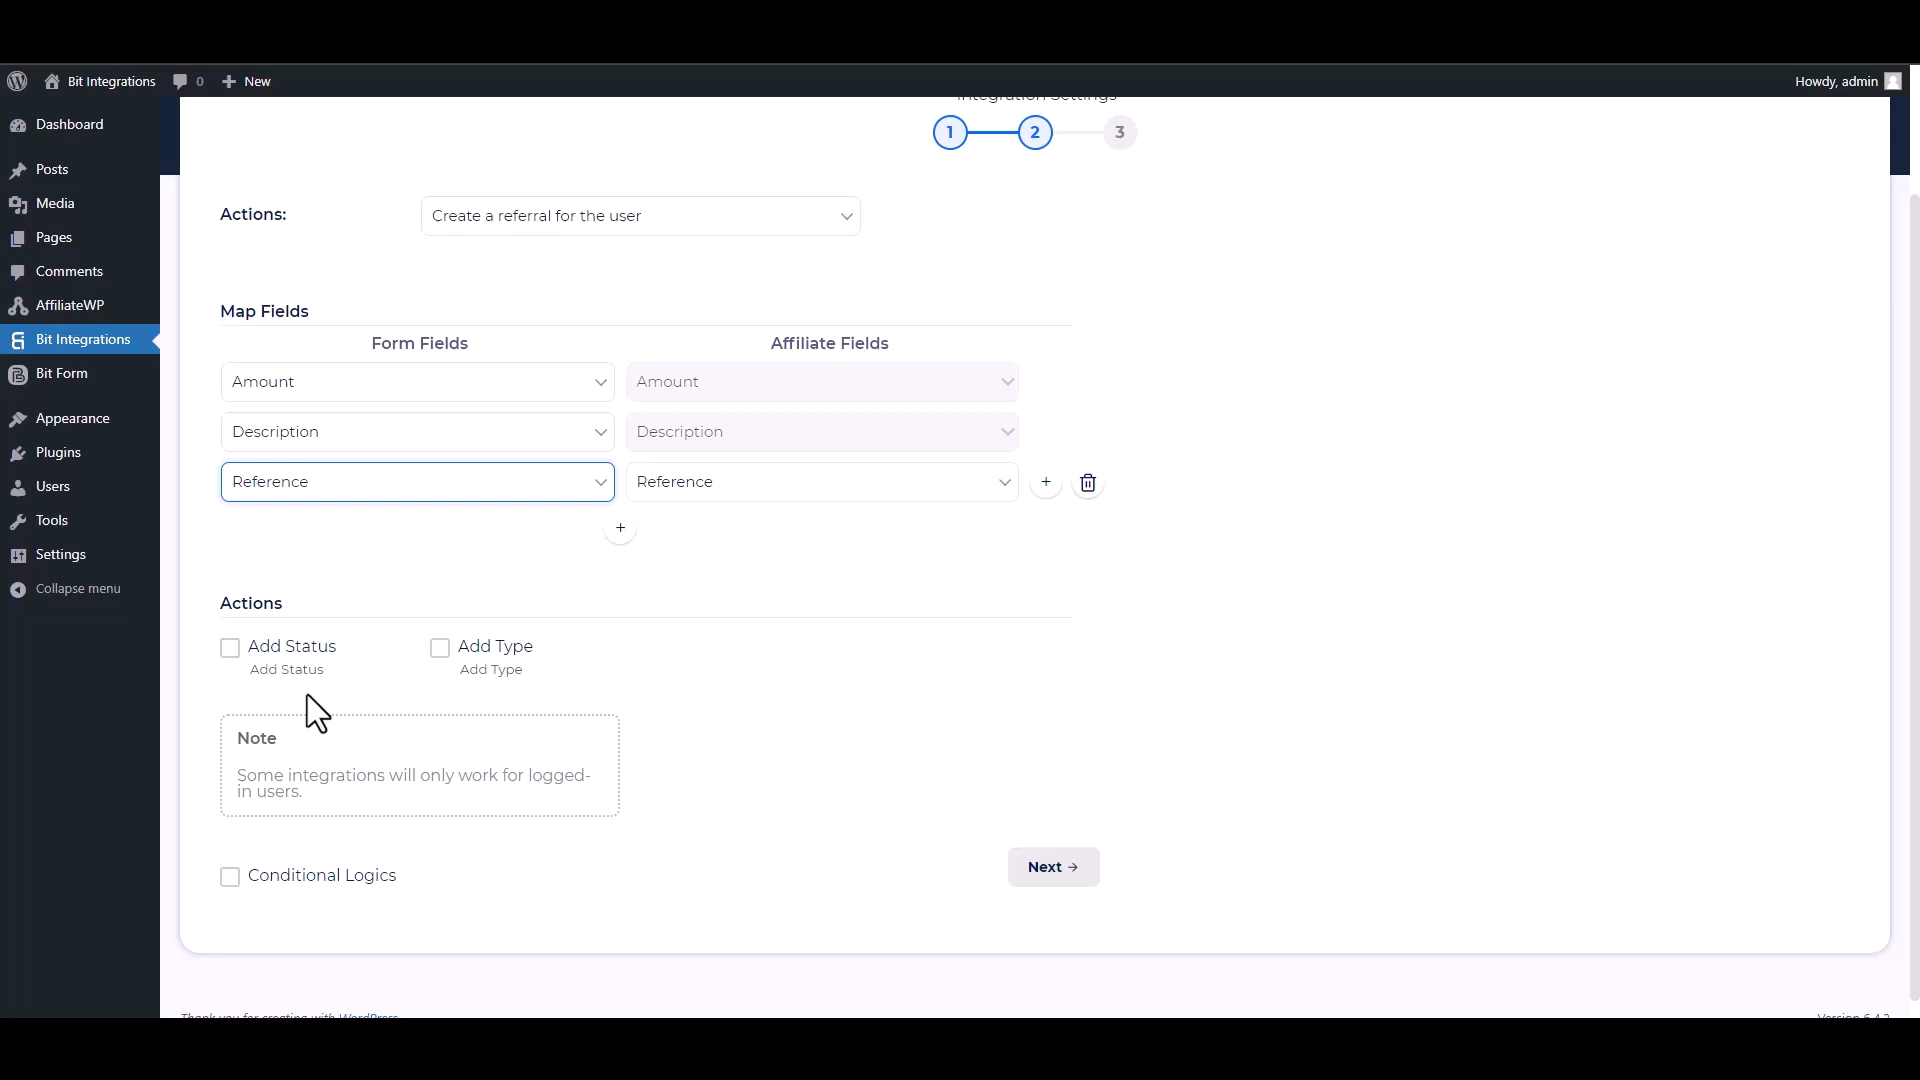 Bit Integrations
0
New
Howdy, admin
Integration Settings
1
2
3
Dashboard
Posts
Media
Pages
Comments
AffiliateWP
Bit Integrations
Bit Form
Appearance
Plugins
Users
Tools
Settings
Collapse menu
Actions:
Create a referral for the user
Map Fields
Form Fields
Affiliate Fields
Amount
Amount
Description
Description
Reference
Reference
+
+
Actions
Add Status
Add Status
Add Type
Add Type
Note
Some integrations will only work for logged-
in users.
Conditional Logics
Next →
Thank you for creating with WordPress
Version 6.4.2